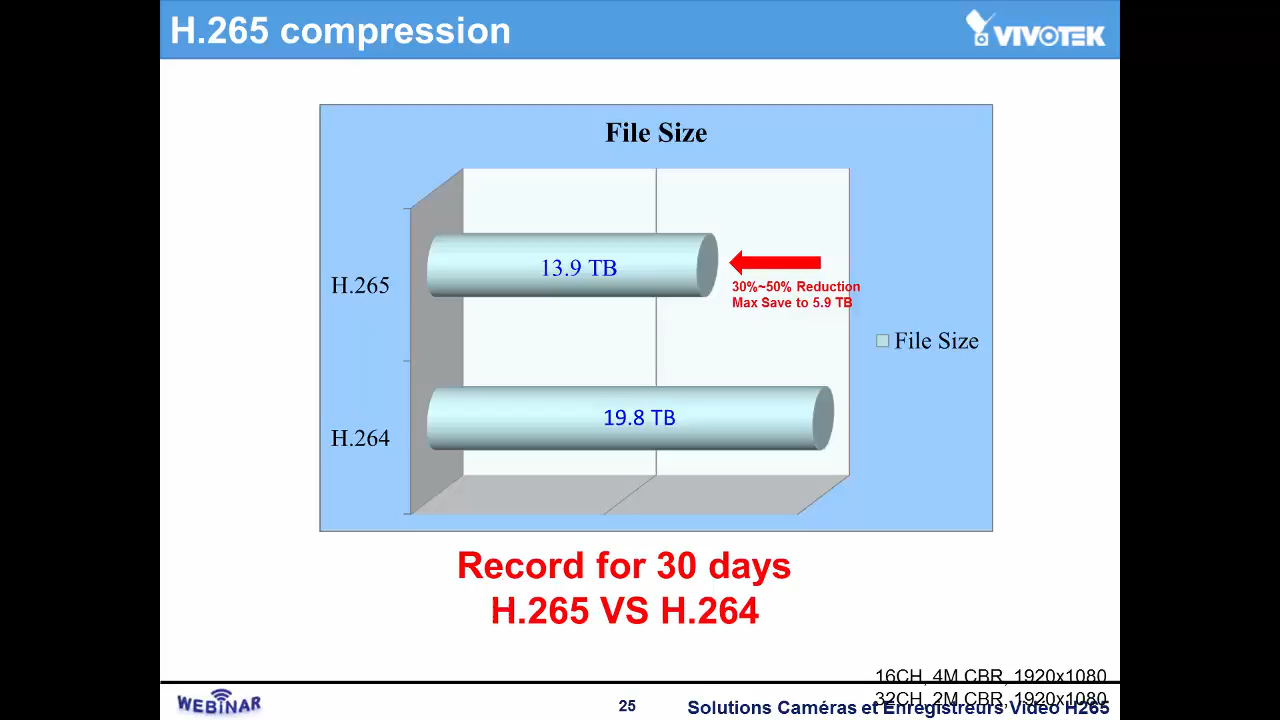 H.265 compression
VIVOTEK
File Size
H.265
13.9 TB
30%~50% Reduction
Max Save to 5.9 TB
File Size
H.264
19.8 TB
Record for 30 days
H.265 VS H.264
16CH, 4M CBR, 1920x1080
32CH, 2M CBR, 1920x1080
WEBINAR
25
Solutions Caméras et Enregistreurs Vidéo H265